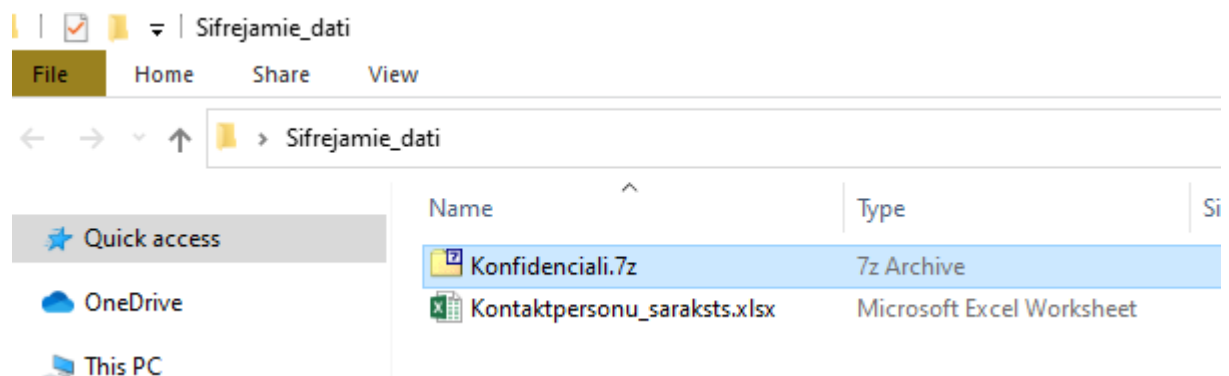 Sifrejamie_dati
File Home Share View
Sifrejamie_dati
Name Type Si
Quick access
Konfidenciali.7z 7z Archive
OneDrive
Kontaktpersonu_saraksts.xlsx Microsoft Excel Worksheet
This PC